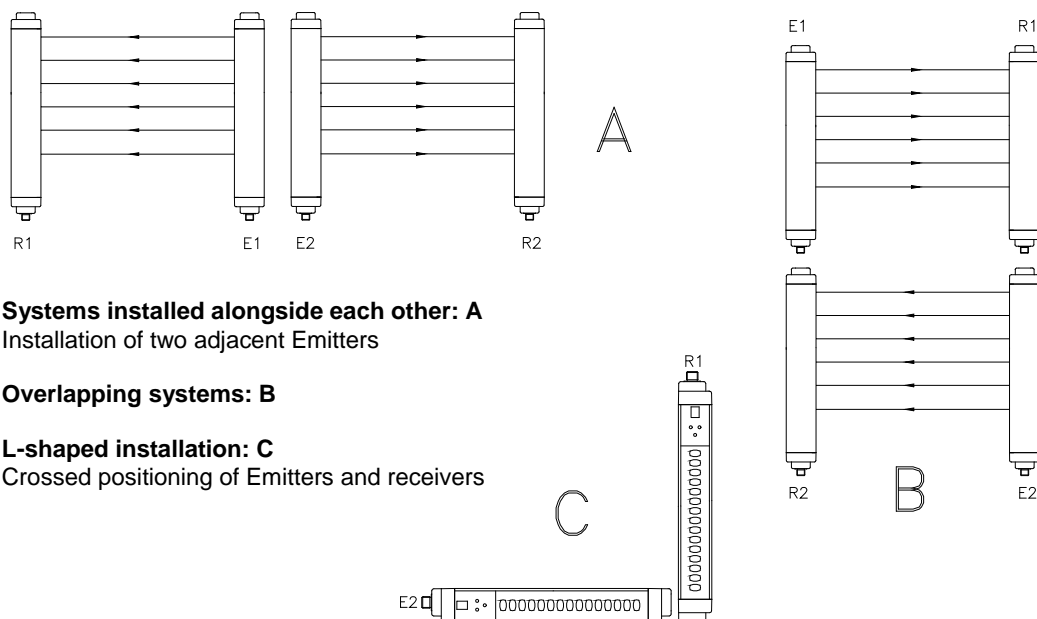 E1 R1
A
R1 E1 E2 R2
Systems installed alongside each other: A
Installation of two adjacent Emitters
Overlapping systems: B
L-shaped installation: C
Crossed positioning of Emitters and receivers
R1
R2 E2
B
C
E2